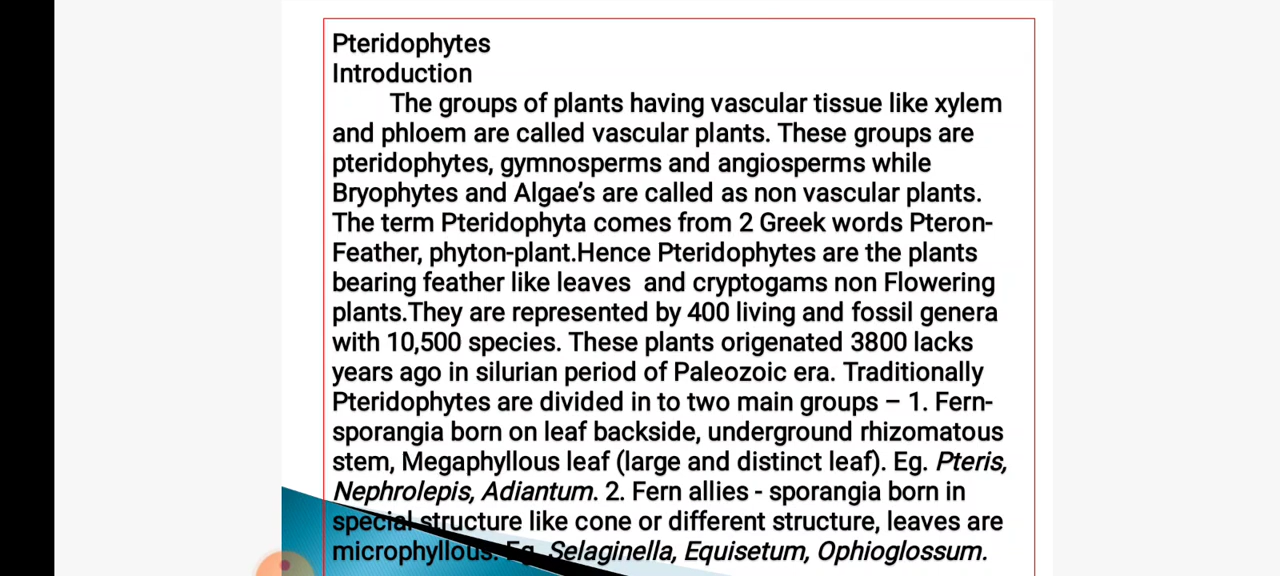 Pteridophytes
Introduction
The groups of plants having vascular tissue like xylem
and phloem are called vascular plants. These groups are
pteridophytes, gymnosperms and angiosperms while
Bryophytes and Algae’s are called as non vascular plants.
The term Pteridophyta comes from 2 Greek words Pteron-
Feather, phyton-plant.Hence Pteridophytes are the plants
bearing feather like leaves and cryptogams non Flowering
plants.They are represented by 400 living and fossil genera
with 10,500 species. These plants origenated 3800 lacks
years ago in silurian period of Paleozoic era. Traditionally
Pteridophytes are divided in to two main groups – 1. Fern-
sporangia born on leaf backside, underground rhizomatous
stem, Megaphyllous leaf (large and distinct leaf). Eg. Pteris,
Nephrolepis, Adiantum. 2. Fern allies - sporangia born in
special structure like cone or different structure, leaves are
microphyllous. Eg. Selaginella, Equisetum, Ophioglossum.